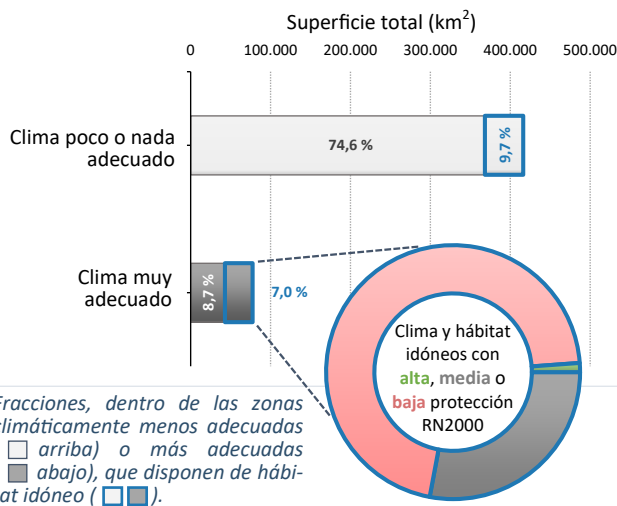 Superficie total (km²)
0 100.000 200.000 300.000 400.000 500.000
Clima poco o nada
adecuado
74,6 %
9,7 %
Clima muy
adecuado
8,7 %
7,0 %
Clima y hábitat
idóneos con
alta, media o
baja protección
RN2000
Fracciones, dentro de las zonas
climáticamente menos adecuadas
arriba) o más adecuadas
abajo), que disponen de hábi-
tat idóneo ( ).